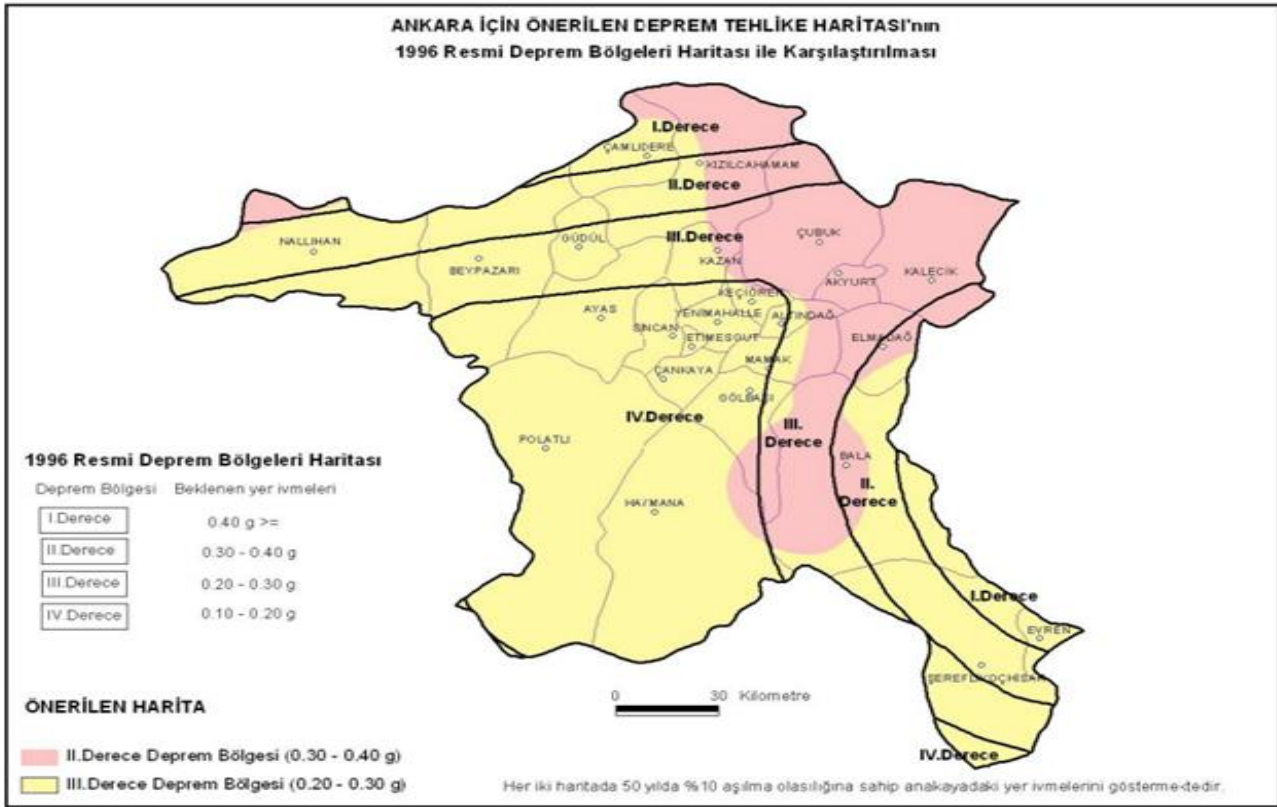 ANKARA İÇİN ÖNERİLEN DEPREM TEHLİKE HARİTASI'nın
1996 Resmi Deprem Bölgeleri Haritası ile Karşılaştırılması
I.Derece
ÇAMLIDERE
KIZILCAHAMAM
II.Derece
NALLIHAN
BEYPAZARI
GÜDÜL
III.Derece
KAZAN
ÇUBUK
AKYURT
KALECİK
AYAS
KEÇİÖREN
YENİMAHALLE
ALTINDAĞ
SİNCAN
ETİMESGUT
ELMADAĞ
MAMAK
ÇANKAYA
GÖLBAŞI
IV.Derece
III.
Derece
POLATLI
BALA
II.
Derece
HAYMANA
I.Derece
EVREN
ŞEREFLİKOÇHİSAR
IV.Derece
1996 Resmi Deprem Bölgeleri Haritası
Deprem Bölgesi Beklenen yer ivmeleri
I.Derece 0.40 g >=
II.Derece 0.30 - 0.40 g
III.Derece 0.20 - 0.30 g
IV.Derece 0.10 - 0.20 g
0 30 Kilometre
ÖNERİLEN HARİTA
II.Derece Deprem Bölgesi (0.30 - 0.40 g)
III.Derece Deprem Bölgesi (0.20 - 0.30 g)
Her iki haritada 50 yılda %10 aşılma olasılığına sahip anakayadaki yer ivmelerini göstermektedir.